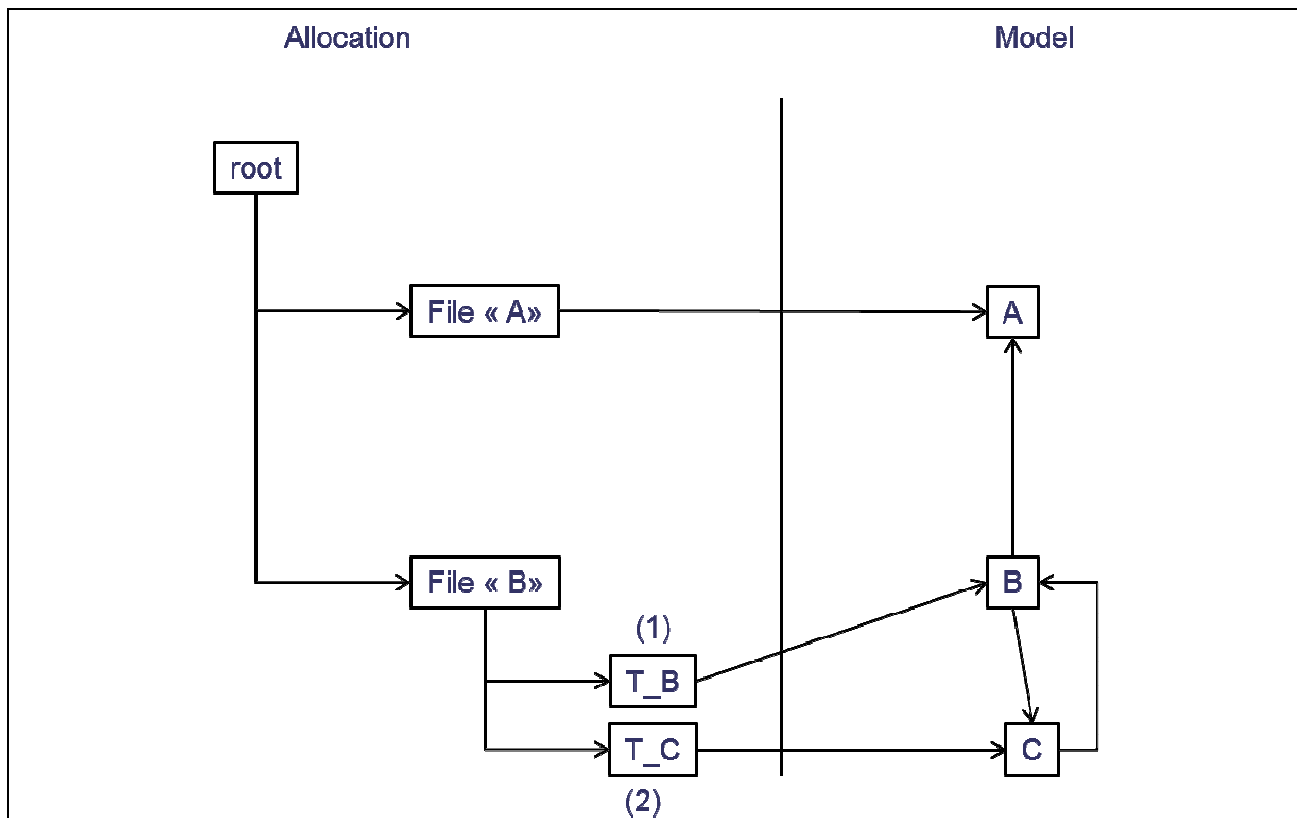 Allocation
Model
root
File « A»
A
File « B»
B
(1)
T_B
T_C
C
(2)